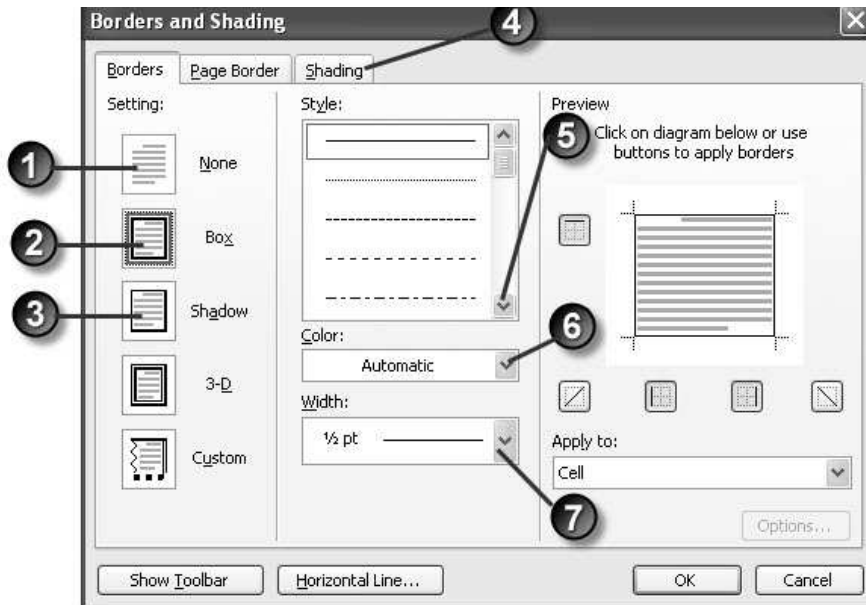 Borders and Shading
4
Borders Page Border Shading
Setting:
1
None
2
Box
3
Shadow
3-D
Custom
Style:
5
Color:
Automatic
6
Width:
½ pt
7
Preview
Click on diagram below or use
buttons to apply borders
Apply to:
Cell
Options...
Show Toolbar
Horizontal Line...
OK
Cancel